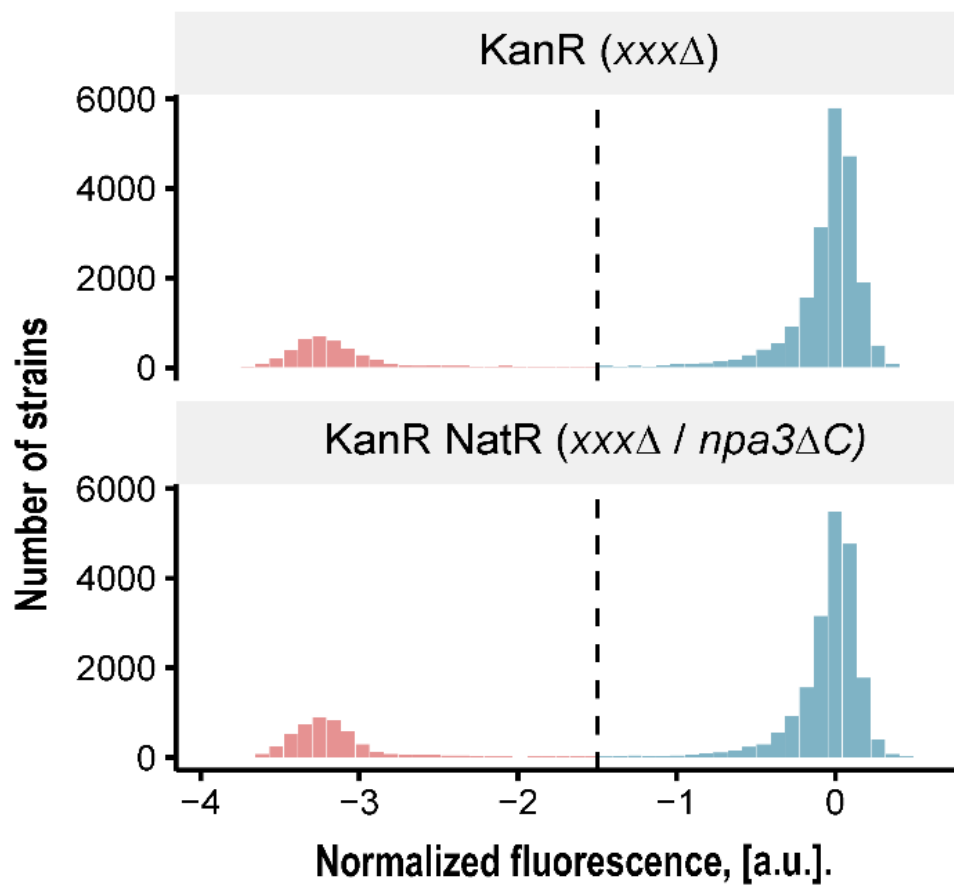 KanR (xxxΔ)
6000
4000
2000
0
Number of strains
KanR NatR (xxxΔ / npa3ΔC)
6000
4000
2000
0
−4 −3 −2 −1 0
Normalized fluorescence, [a.u.].